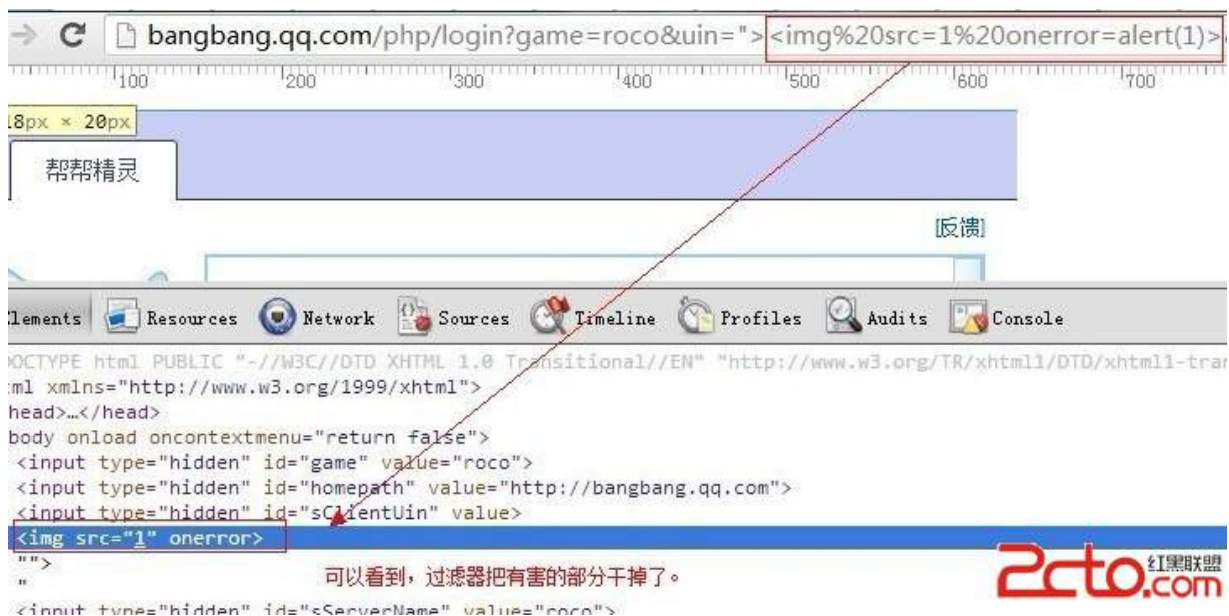 bangbang.qq.com/php/login?game=roco&uin="><img%20src=1%20onerror=alert(1)>
100 200 300 400 500 600 700
18px × 20px
帮帮精灵
[反馈]
Elements Resources Network Sources Timeline Profiles Audits Console
DOCTYPE html PUBLIC "-//W3C//DTD XHTML 1.0 Transitional//EN" "http://www.w3.org/TR/xhtml1/DTD/xhtml1-tran
ml xmlns="http://www.w3.org/1999/xhtml">
head>…</head>
body onload oncontextmenu="return false">
<input type="hidden" id="game" value="roco">
<input type="hidden" id="homepath" value="http://bangbang.qq.com">
<input type="hidden" id="sClientUin" value>
<img src="1" onerror>
"">
"
可以看到，过滤器把有害的部分干掉了。
<input type="hidden" id="sServerName" value="roco">
2cto.com 红黑联盟